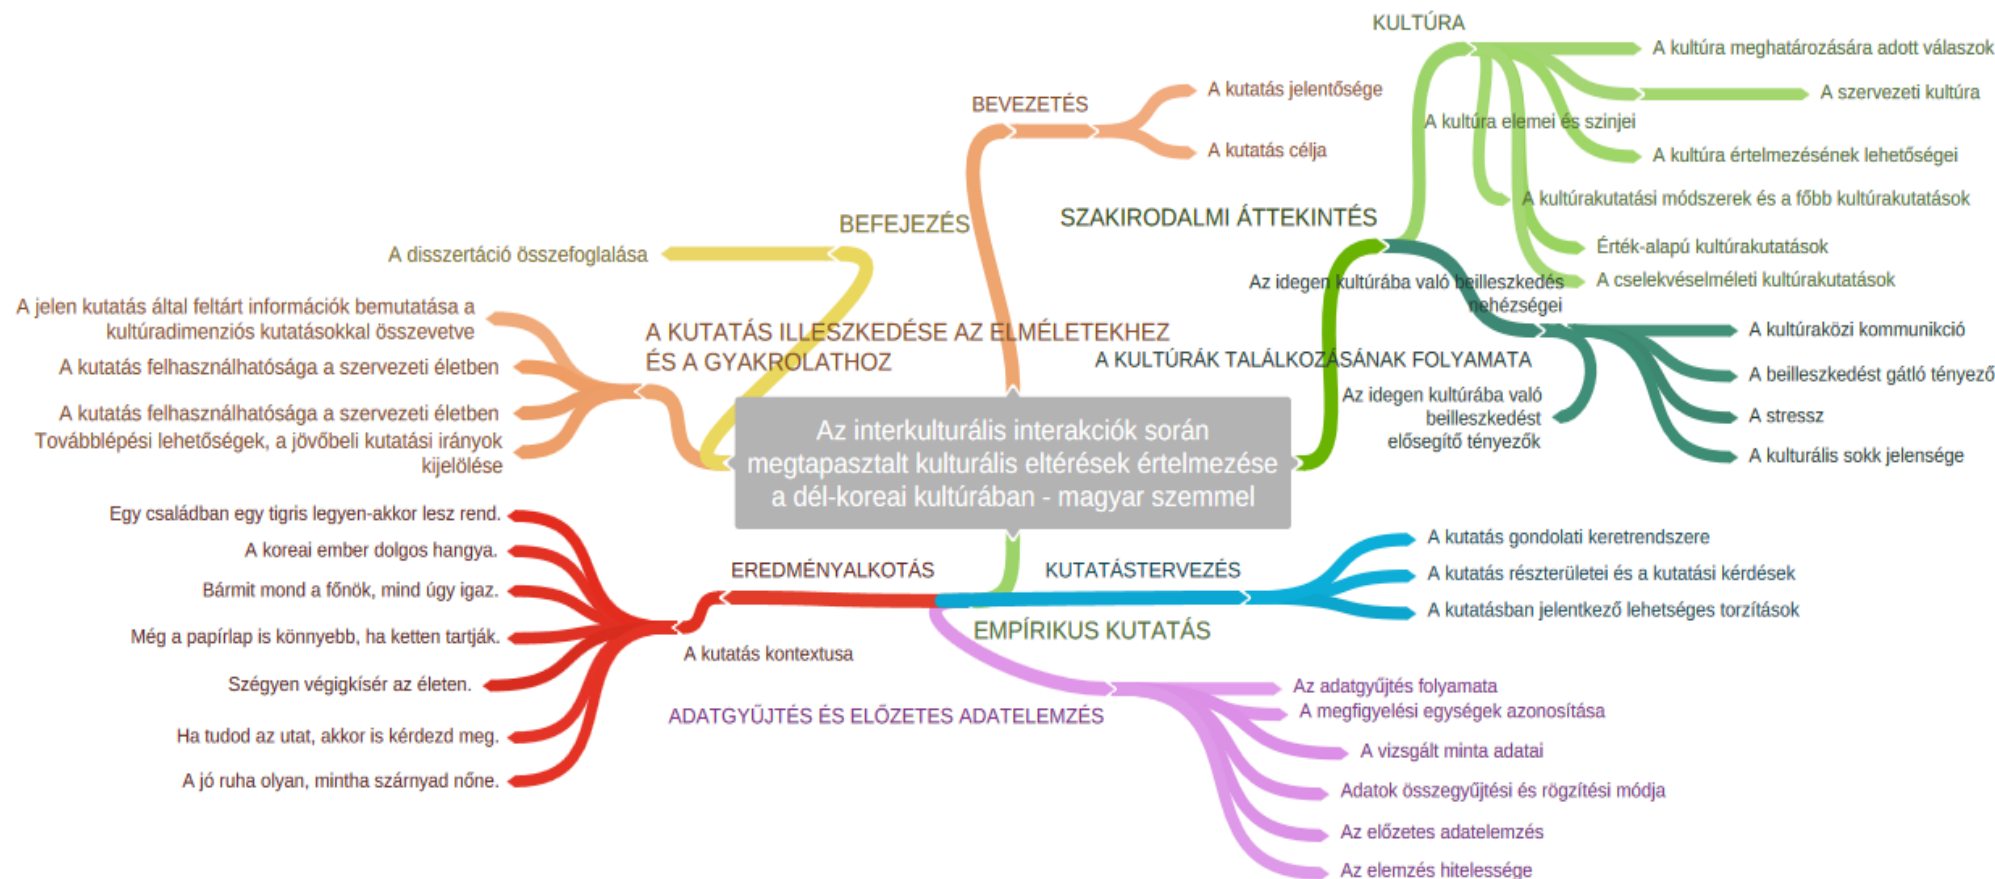 KULTÚRA
A kultúra meghatározására adott válaszok
A szervezeti kultúra
A kultúra elemei és szinjei
A kultúra értelmezésének lehetőségei
A kultúrakutatási módszerek és a főbb kultúrakutatások
Érték-alapú kultúrakutatások
A cselekvéselméleti kultúrakutatások
BEVEZETÉS
A kutatás jelentősége
A kutatás célja
SZAKIRODALMI ÁTTEKINTÉS
Az idegen kultúrába való beilleszkedés
nehézségei
A KULTÚRÁK TALÁLKOZÁSÁNAK FOLYAMATA
Az idegen kultúrába való
beilleszkedést
elősegítő tényezők
A kultúraközi kommunikció
A beilleszkedést gátló tényező
A stressz
A kulturális sokk jelensége
BEFEJEZÉS
A disszertáció összefoglalása
A KUTATÁS ILLESZKEDÉSE AZ ELMÉLETEKHEZ
ÉS A GYAKROLATHOZ
A jelen kutatás által feltárt információk bemutatása a
kultúradimenziós kutatásokkal összevetve
A kutatás felhasználhatósága a szervezeti életben
A kutatás felhasználhatósága a szervezeti életben
Továbblépési lehetőségek, a jövőbeli kutatási irányok
kijelölése
Az interkulturális interakciók során
megtapasztalt kulturális eltérések értelmezése
a dél-koreai kultúrában - magyar szemmel
EREDMÉNYALKOTÁS
A kutatás kontextusa
Egy családban egy tigris legyen-akkor lesz rend.
A koreai ember dolgos hangya.
Bármit mond a főnök, mind úgy igaz.
Még a papírlap is könnyebb, ha ketten tartják.
Szégyen végigkísér az életen.
Ha tudod az utat, akkor is kérdezd meg.
A jó ruha olyan, mintha szárnyad nőne.
KUTATÁSTERVEZÉS
EMPÍRIKUS KUTATÁS
A kutatás gondolati keretrendszere
A kutatás részterületei és a kutatási kérdések
A kutatásban jelentkező lehetséges torzítások
ADATGYŰJTÉS ÉS ELŐZETES ADATELEMZÉS
Az adatgyűjtés folyamata
A megfigyelési egységek azonosítása
A vizsgált minta adatai
Adatok összegyűjtési és rögzítési módja
Az előzetes adatelemzés
Az elemzés hitelessége